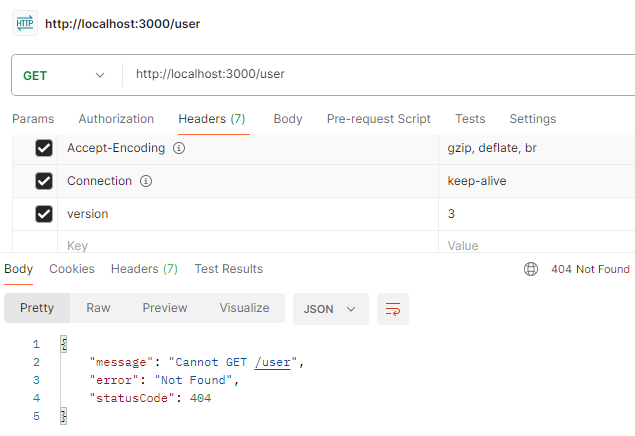 HTTP http://localhost:3000/user
GET http://localhost:3000/user
Params Authorization Headers (7) Body Pre-request Script Tests Settings
Accept-Encoding gzip, deflate, br
Connection keep-alive
version 3
Key Value
Body Cookies Headers (7) Test Results 404 Not Found
Pretty Raw Preview Visualize JSON
1 {
2 "message": "Cannot GET /user",
3 "error": "Not Found",
4 "statusCode": 404
5 }